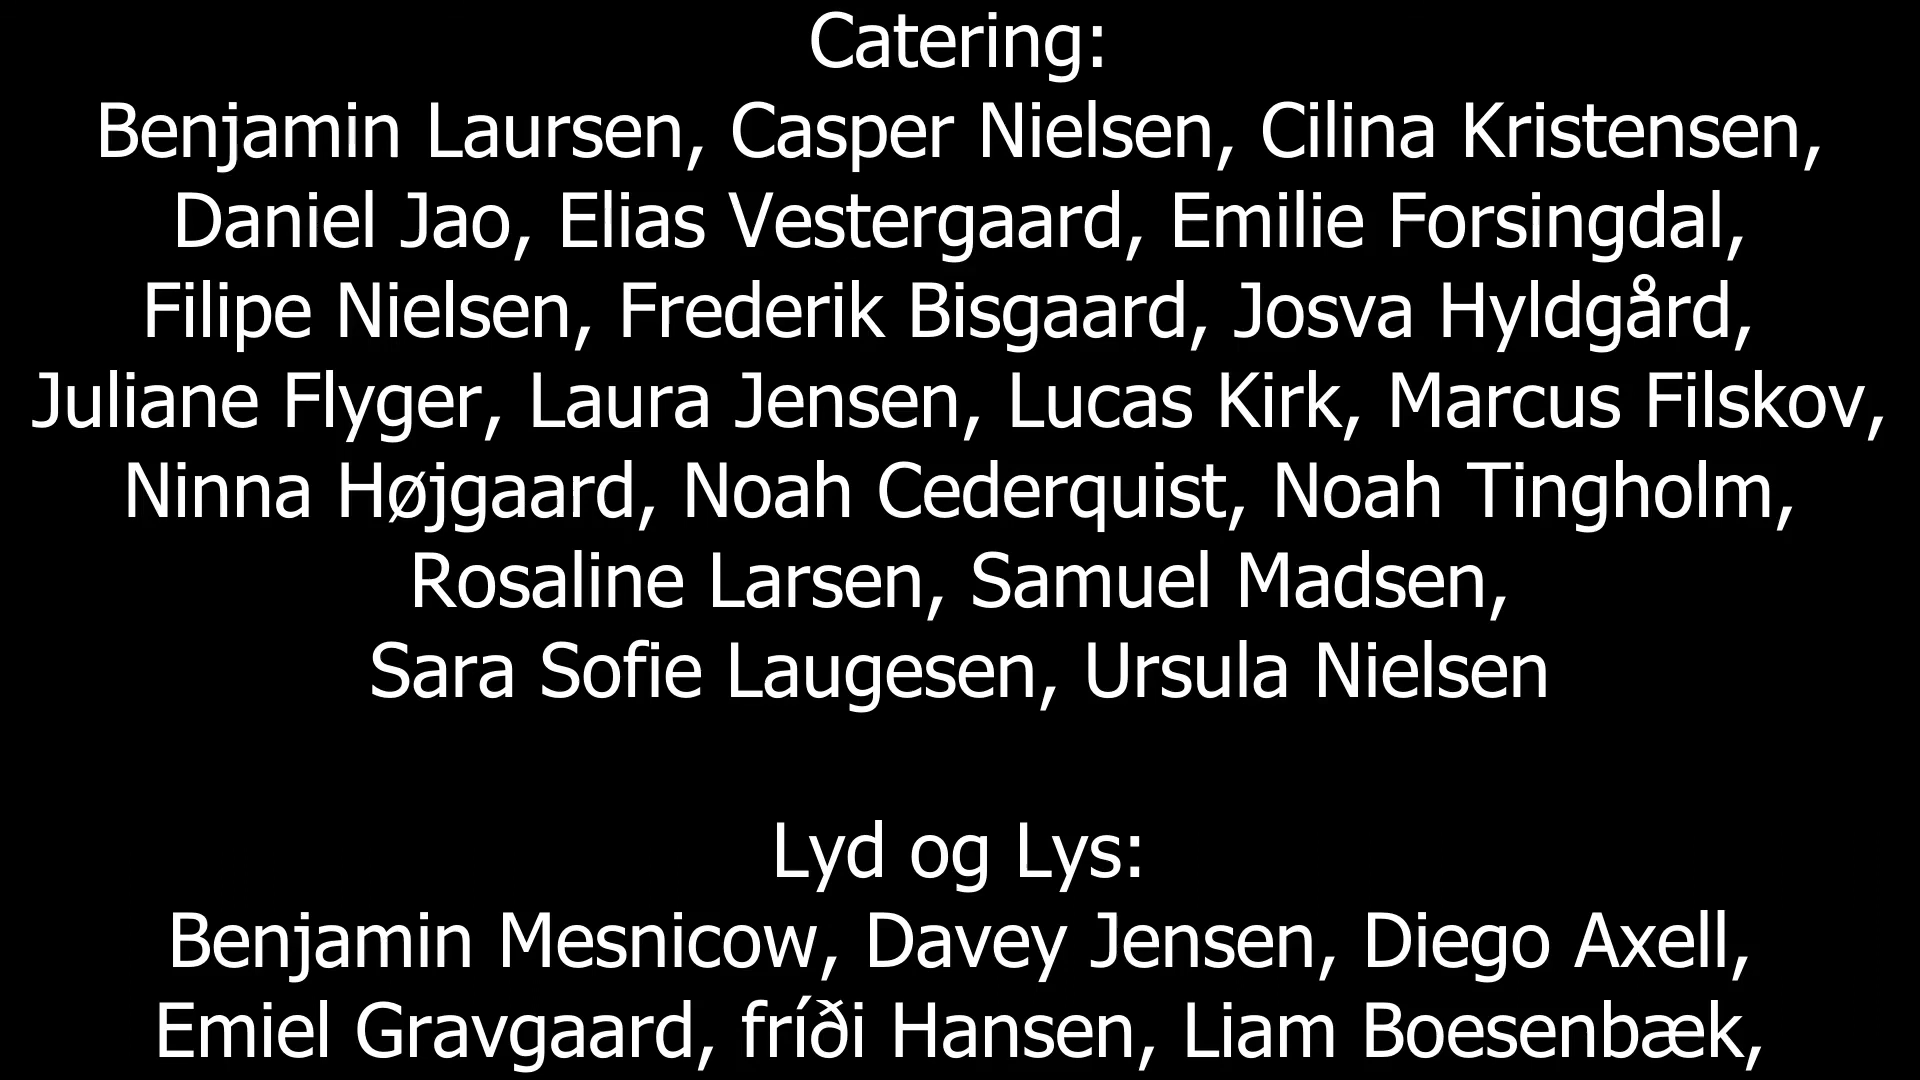 Catering:
Benjamin Laursen, Casper Nielsen, Cilina Kristensen,
Daniel Jao, Elias Vestergaard, Emilie Forsingdal,
Filipe Nielsen, Frederik Bisgaard, Josva Hyldgård,
Juliane Flyger, Laura Jensen, Lucas Kirk, Marcus Filskov,
Ninna Højgaard, Noah Cederquist, Noah Tingholm,
Rosaline Larsen, Samuel Madsen,
Sara Sofie Laugesen, Ursula Nielsen
Lyd og Lys:
Benjamin Mesnicow, Davey Jensen, Diego Axell,
Emiel Gravgaard, fríði Hansen, Liam Boesenbæk,